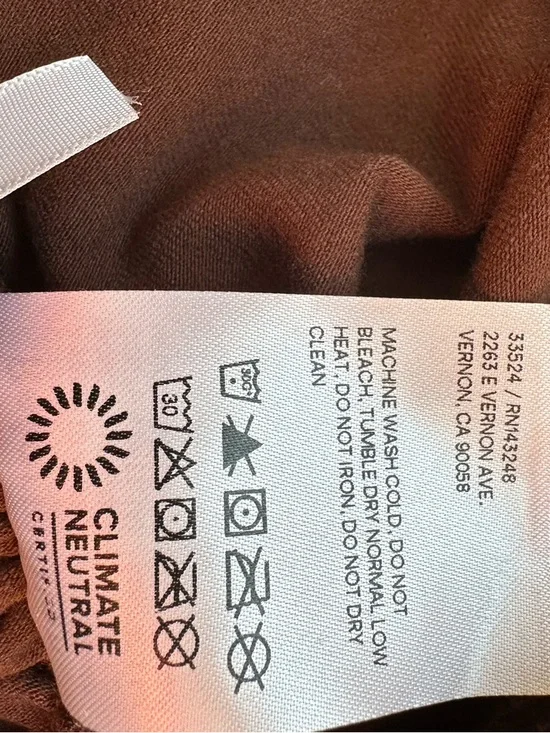 33524 / RN143248
2263 E VERNON AVE.
VERNON, CA 90058
MACHINE WASH COLD, DO NOT
BLEACH, TUMBLE DRY NORMAL LOW
HEAT, DO NOT IRON, DO NOT DRY
CLEAN
30°C
30
CLIMATE
NEUTRAL
CERTIFIED